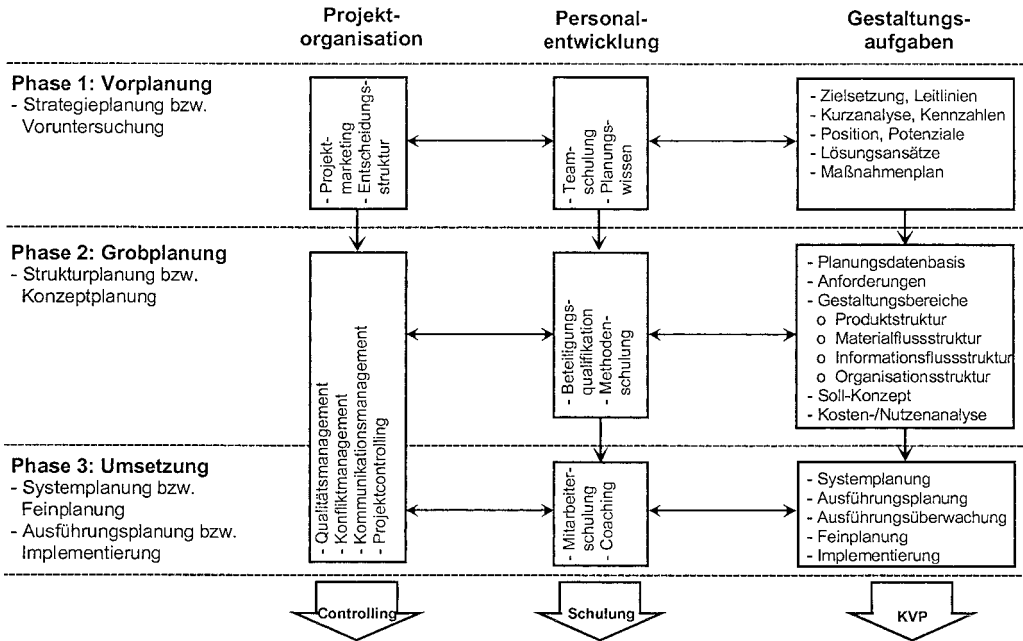 Projekt-
organisation
Personal-
entwicklung
Gestaltungs-
aufgaben
Phase 1: Vorplanung
- Strategieplanung bzw.
Voruntersuchung
- Projekt-
marketing
- Entscheidungs-
struktur
- Team-
schulung
- Planungs-
wissen
- Zielsetzung, Leitlinien
- Kurzanalyse, Kennzahlen
- Position, Potenziale
- Lösungsansätze
- Maßnahmenplan
Phase 2: Grobplanung
- Strukturplanung bzw.
Konzeptplanung
- Qualitätsmanagement
- Konfliktmanagement
- Kommunikationsmanagement
- Projektcontrolling
- Beteiligungs-
qualifikation
- Methoden-
schulung
- Planungsdatenbasis
- Anforderungen
- Gestaltungsbereiche
o Produktstruktur
o Materialflussstruktur
o Informationsflussstruktur
o Organisationsstruktur
- Soll-Konzept
- Kosten-/Nutzenanalyse
Phase 3: Umsetzung
- Systemplanung bzw.
Feinplanung
- Ausführungsplanung bzw.
Implementierung
- Mitarbeiter-
schulung
- Coaching
- Systemplanung
- Ausführungsplanung
- Ausführungsüberwachung
- Feinplanung
- Implementierung
Controlling
Schulung
KVP